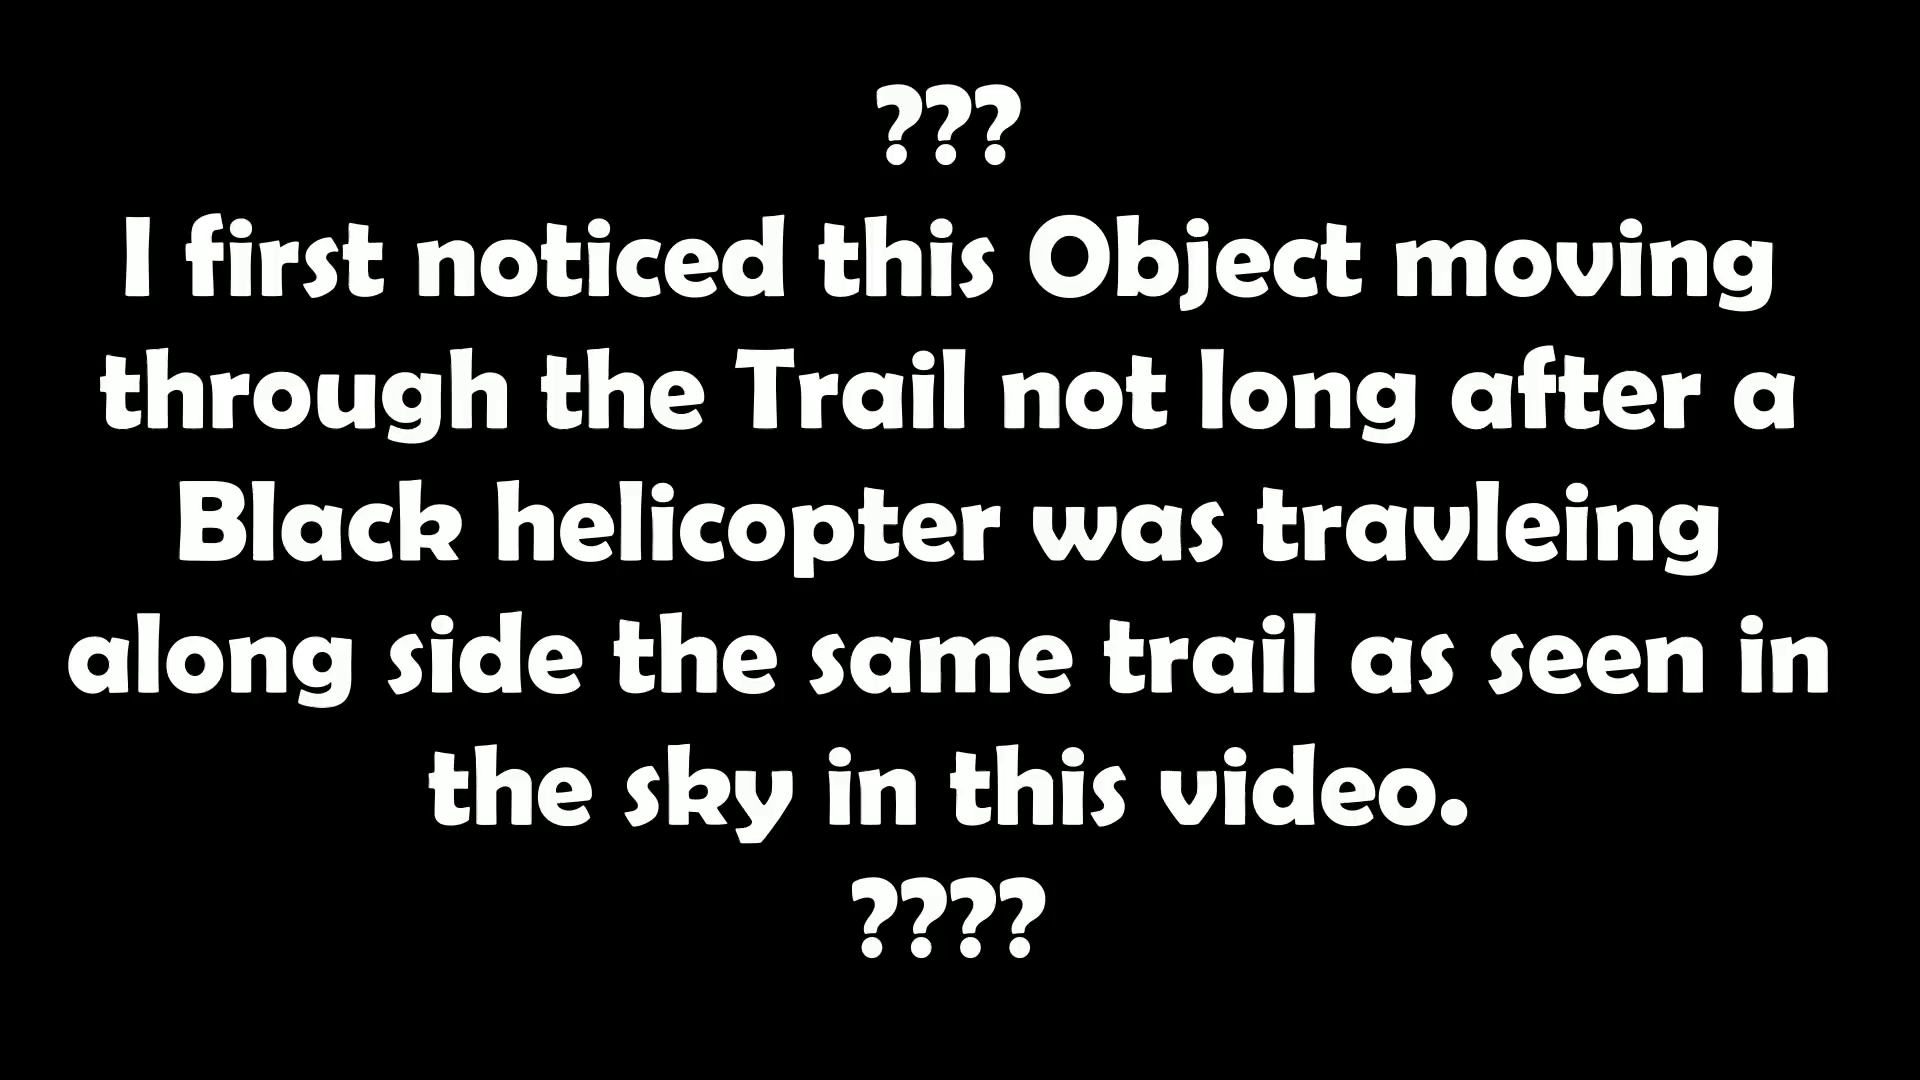 ???
I first noticed this Object moving
through the Trail not long after a
Black helicopter was travleing
along side the same trail as seen in
the sky in this video.
????